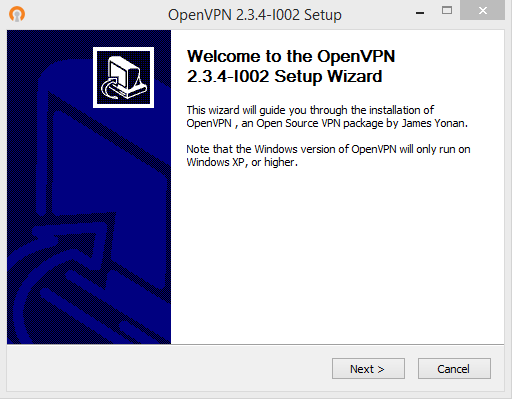 OpenVPN 2.3.4-I002 Setup
Welcome to the OpenVPN
2.3.4-I002 Setup Wizard
This wizard will guide you through the installation of
OpenVPN , an Open Source VPN package by James Yonan.
Note that the Windows version of OpenVPN will only run on
Windows XP, or higher.
Next >
Cancel